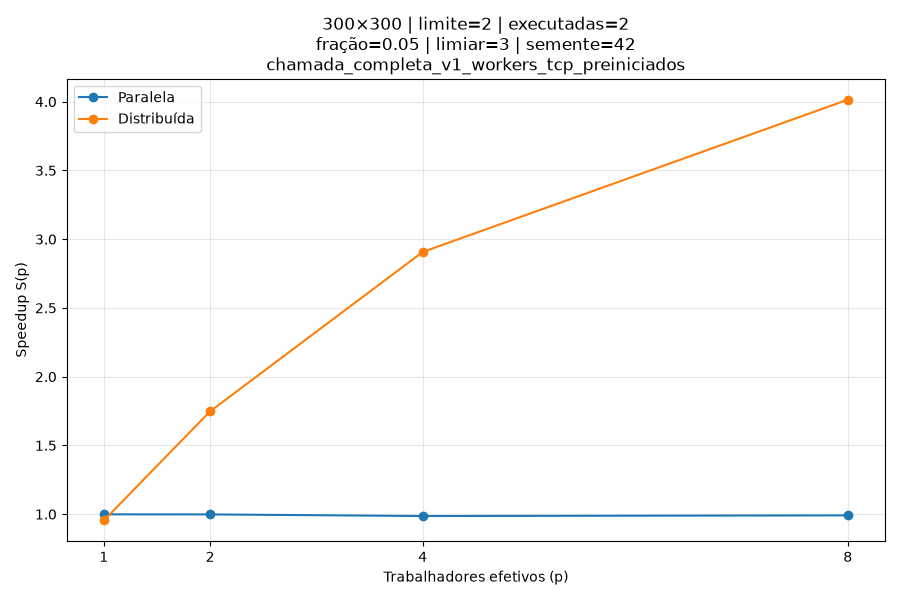 300×300 | limite=2 | executadas=2
fração=0.05 | limiar=3 | semente=42
chamada_completa_v1_workers_tcp_preiniciados
Paralela
Distribuída
4.0
3.5
3.0
2.5
2.0
1.5
1.0
Speedup S(p)
1 2 4 8
Trabalhadores efetivos (p)